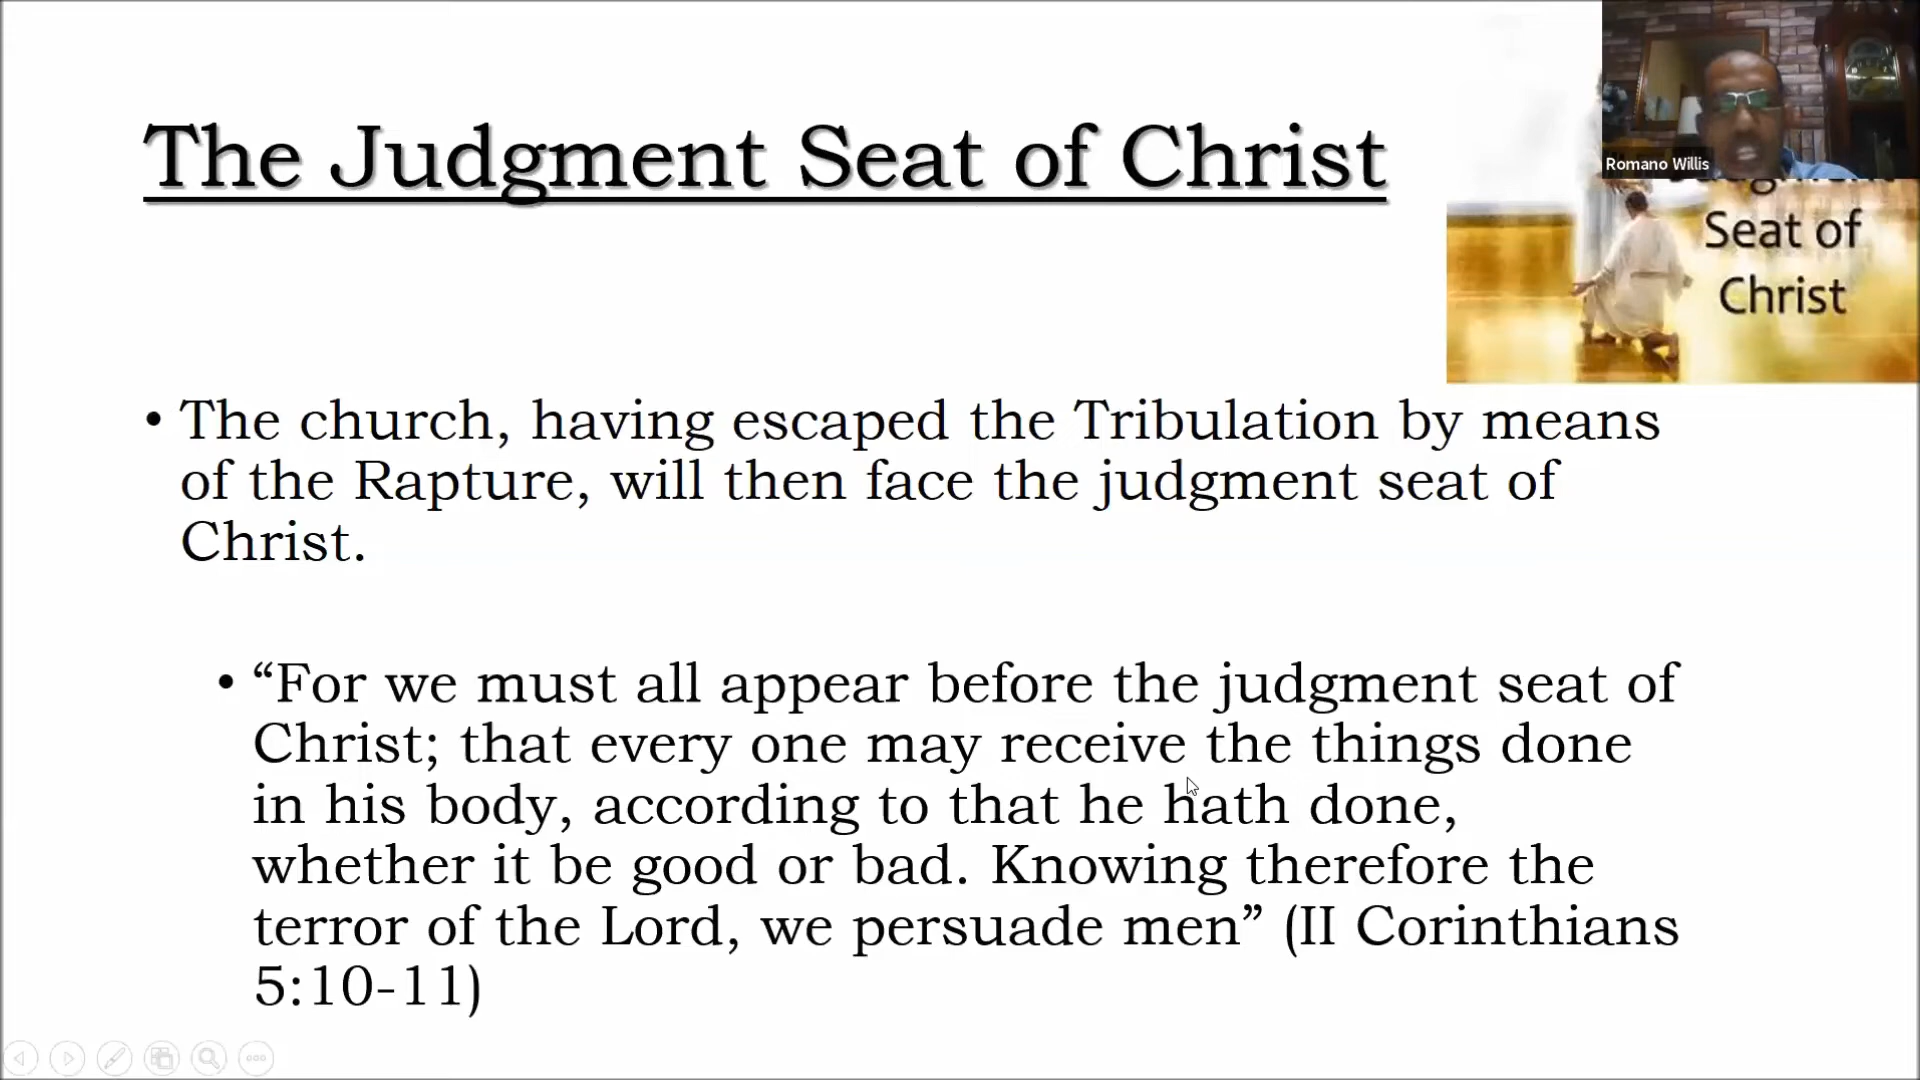 The Judgment Seat of Christ
Romano Willis
Seat of
Christ
• The church, having escaped the Tribulation by means
of the Rapture, will then face the judgment seat of
Christ.
• “For we must all appear before the judgment seat of
Christ; that every one may receive the things done
in his body, according to that he hath done,
whether it be good or bad. Knowing therefore the
terror of the Lord, we persuade men” (II Corinthians
5:10-11)